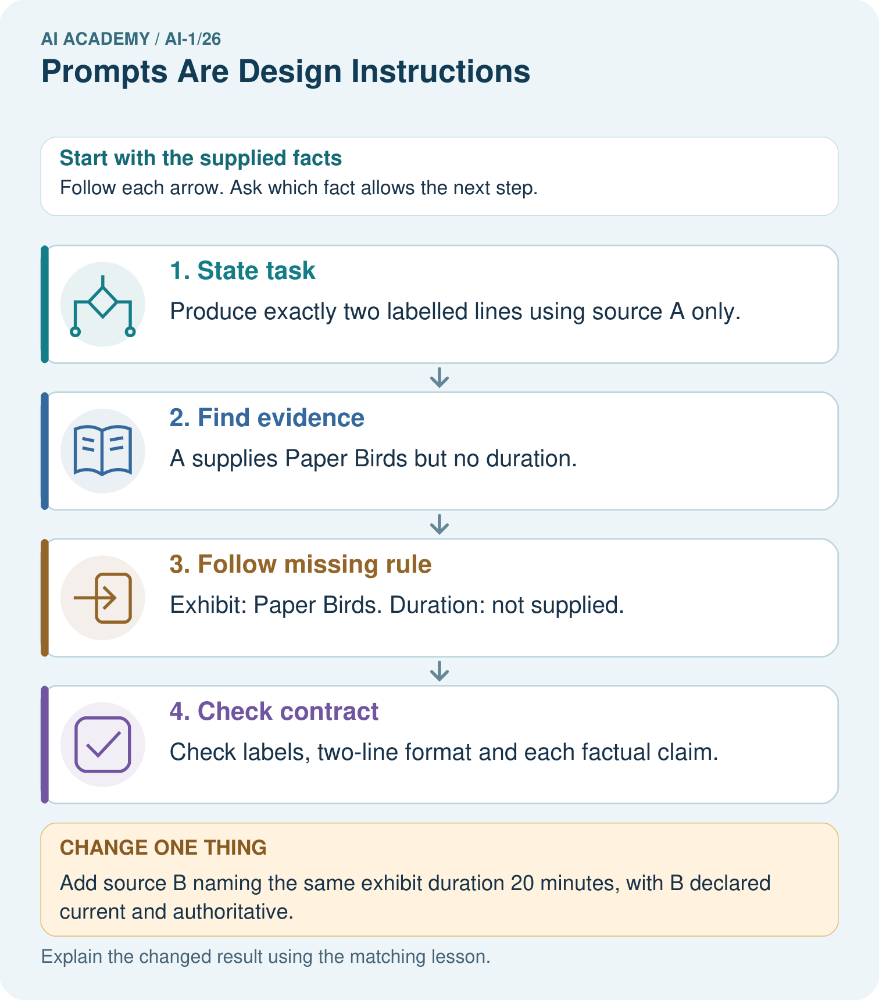 AI ACADEMY / AI-1/26
Prompts Are Design Instructions
Start with the supplied facts
Follow each arrow. Ask which fact allows the next step.
1. State task
Produce exactly two labelled lines using source A only.
2. Find evidence
A supplies Paper Birds but no duration.
3. Follow missing rule
Exhibit: Paper Birds. Duration: not supplied.
4. Check contract
Check labels, two-line format and each factual claim.
CHANGE ONE THING
Add source B naming the same exhibit duration 20 minutes, with B declared
current and authoritative.
Explain the changed result using the matching lesson.